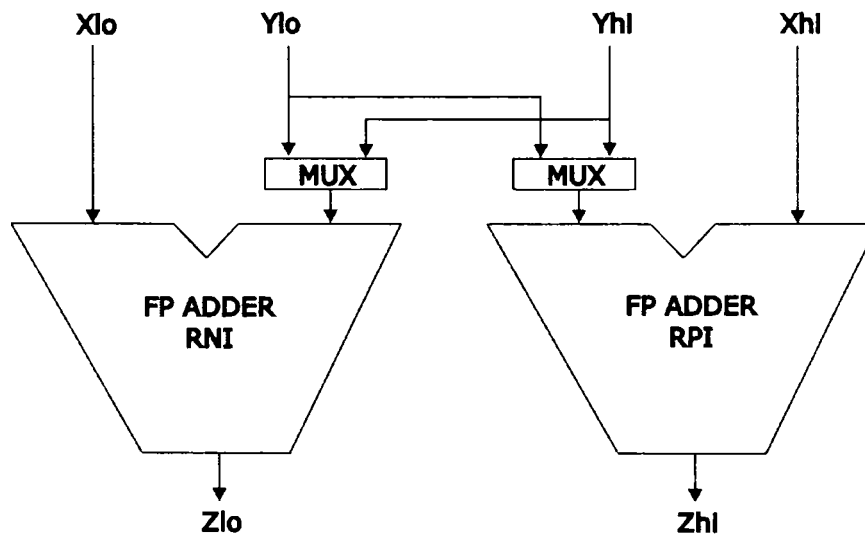 Xlo Ylo Yhi Xhi
MUX MUX
FP ADDER FP ADDER
RNI RPI
Zlo Zhi